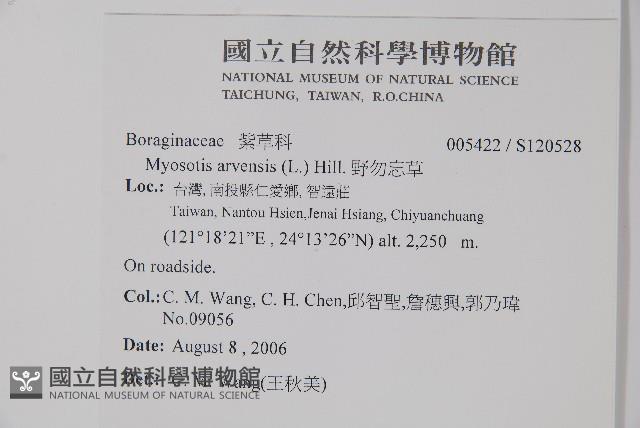 國立自然科學博物館
NATIONAL MUSEUM OF NATURAL SCIENCE
TAICHUNG, TAIWAN, R.O.CHINA
Boraginaceae 紫草科 005422 / S120528
Myosotis arvensis (L.) Hill. 野勿忘草
Loc.: 台灣, 南投縣仁愛鄉, 智遠莊
Taiwan, Nantou Hsien,Jenai Hsiang, Chiyuanchuang
(121°18’21”E , 24°13’26”N) alt. 2,250 m.
On roadside.
Col.: C. M. Wang, C. H. Chen,邱智聖,詹穗興,郭乃瑋
No.09056
Date: August 8 , 2006
Wang(王秋美)
國立自然科學博物館
NATIONAL MUSEUM OF NATURAL SCIENCE